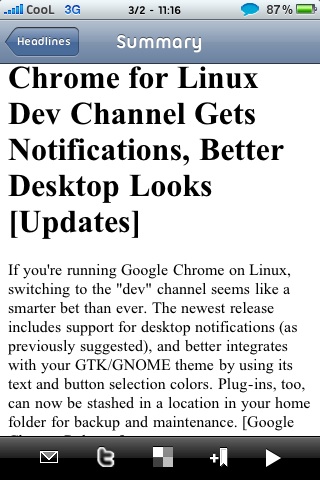 CooL 3G 3/2 - 11:16 87%
Headlines Summary
Chrome for Linux
Dev Channel Gets
Notifications, Better
Desktop Looks
[Updates]
If you're running Google Chrome on Linux,
switching to the "dev" channel seems like a
smarter bet than ever. The newest release
includes support for desktop notifications (as
previously suggested), and better integrates
with your GTK/GNOME theme by using its
text and button selection colors. Plug-ins, too,
can now be stashed in a location in your home
folder for backup and maintenance. [Google